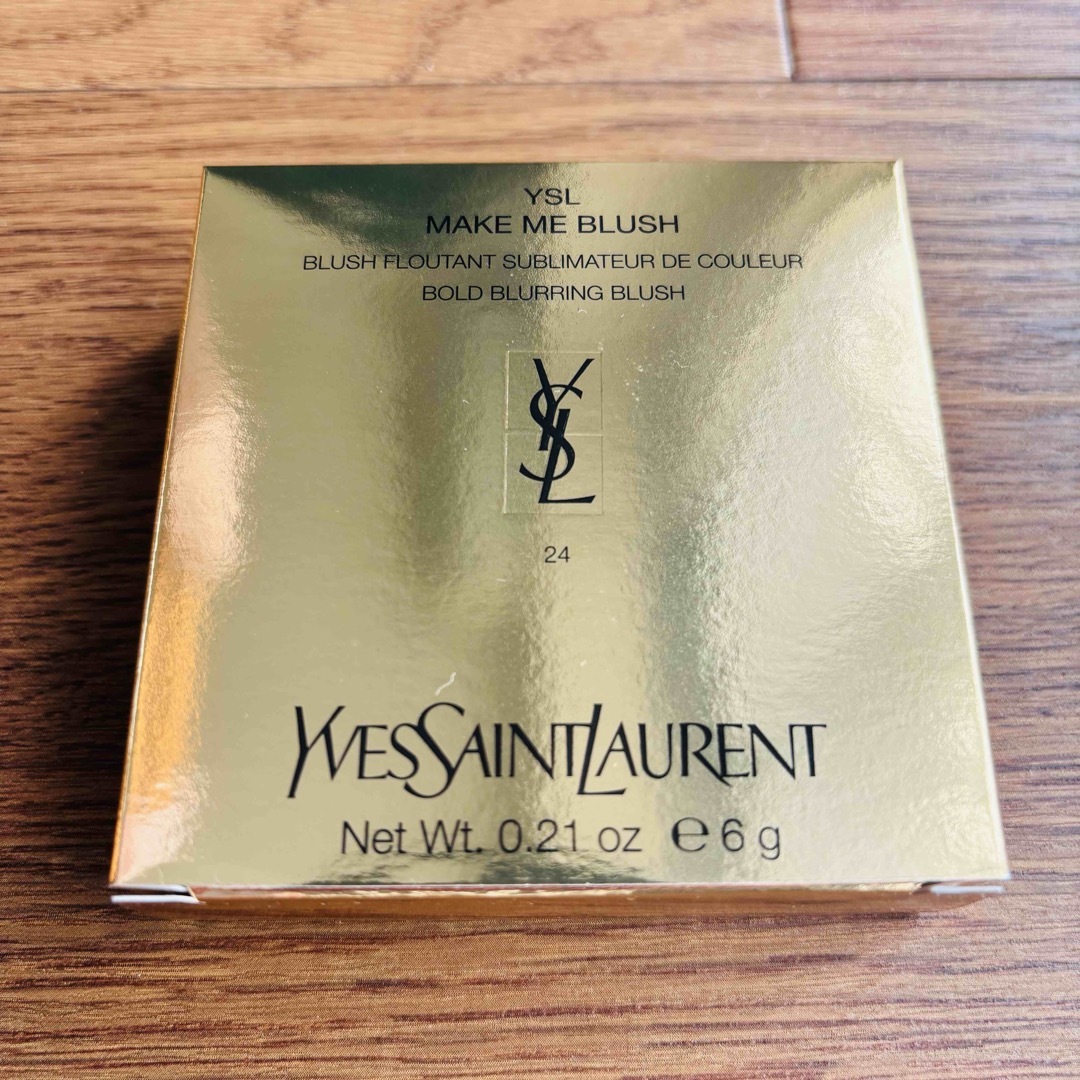 YSL
MAKE ME BLUSH
BLUSH FLOUTANT SUBLIMATEUR DE COULEUR
BOLD BLURRING BLUSH
YSL
24
YVESSAINTLAURENT
Net Wt. 0.21 oz ℮ 6 g